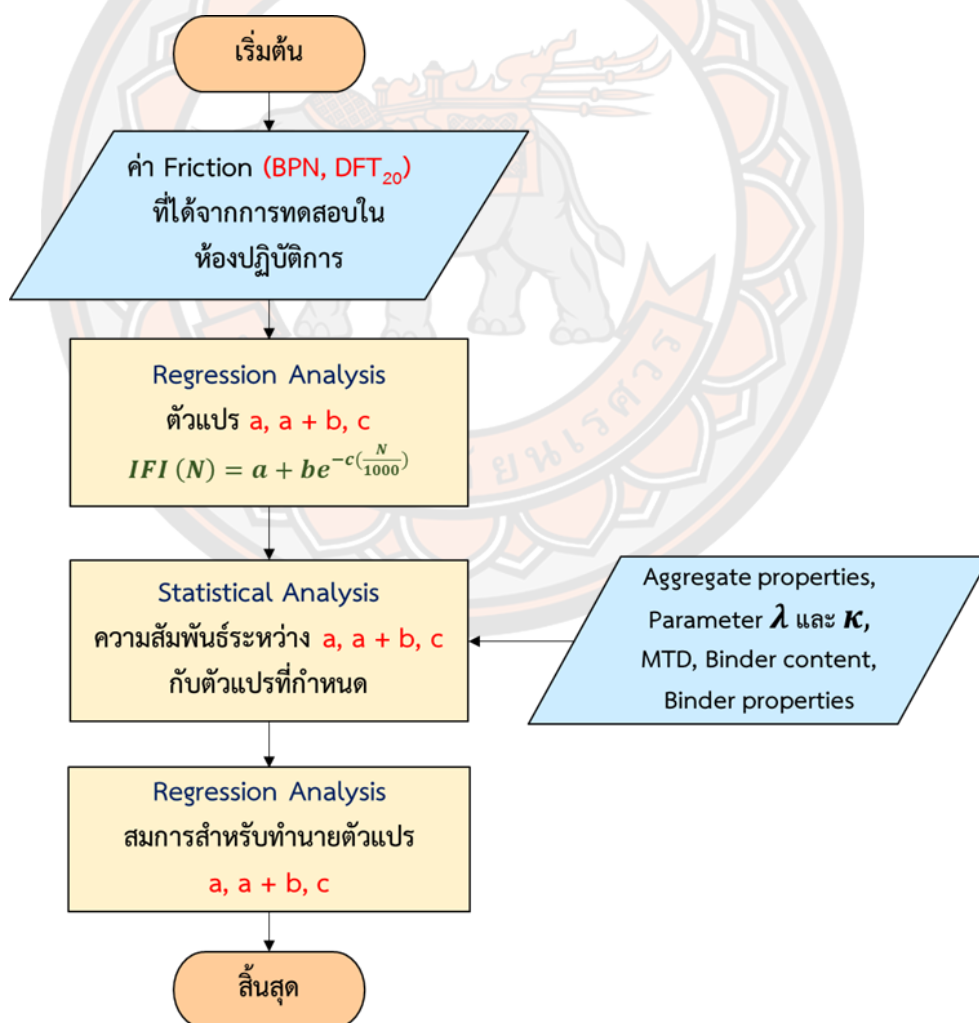 เริ่มต้น
ค่า Friction (BPN, DFT₂₀)
ที่ได้จากการทดสอบใน
ห้องปฏิบัติการ
Regression Analysis
ตัวแปร a, a + b, c
IFI (N) = a + be^{-c(\frac{N}{1000})}
Statistical Analysis
ความสัมพันธ์ระหว่าง a, a + b, c
กับตัวแปรที่กำหนด
Aggregate properties,
Parameter λ และ κ,
MTD, Binder content,
Binder properties
Regression Analysis
สมการสำหรับทำนายตัวแปร
a, a + b, c
สิ้นสุด